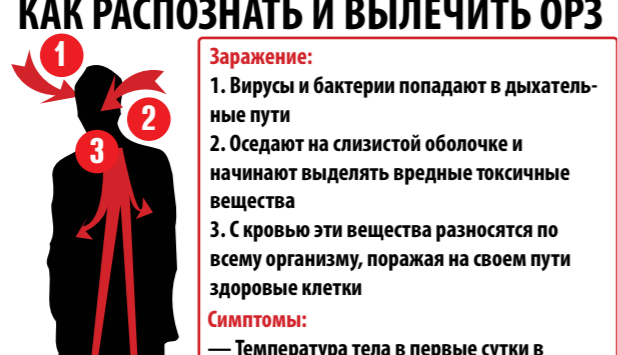 КАК РАСПОЗНАТЬ И ВЫЛЕЧИТЬ ОРЗ
1
2
3
Заражение:
1. Вирусы и бактерии попадают в дыхатель-
ные пути
2. Оседают на слизистой оболочке и
начинают выделять вредные токсичные
вещества
3. С кровью эти вещества разносятся по
всему организму, поражая на своем пути
здоровые клетки
Симптомы:
— Температура тела в первые сутки в